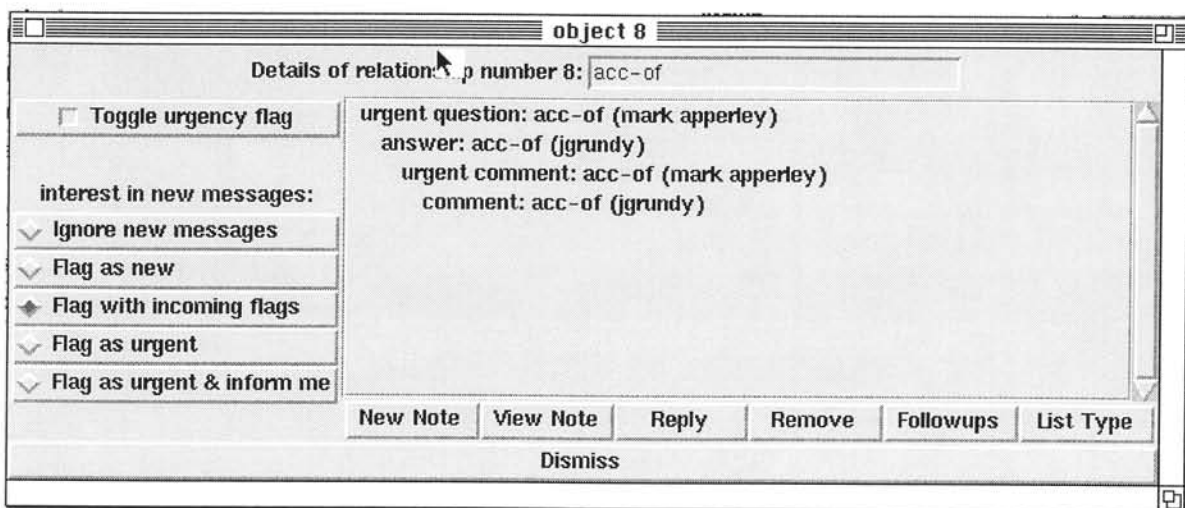 object 8
Details of relation p number 8: acc-of
Toggle urgency flag
interest in new messages:
Ignore new messages
Flag as new
Flag with incoming flags
Flag as urgent
Flag as urgent & inform me
urgent question: acc-of (mark apperley)
answer: acc-of (jgrundy)
urgent comment: acc-of (mark apperley)
comment: acc-of (jgrundy)
New Note View Note Reply Remove Followups List Type
Dismiss